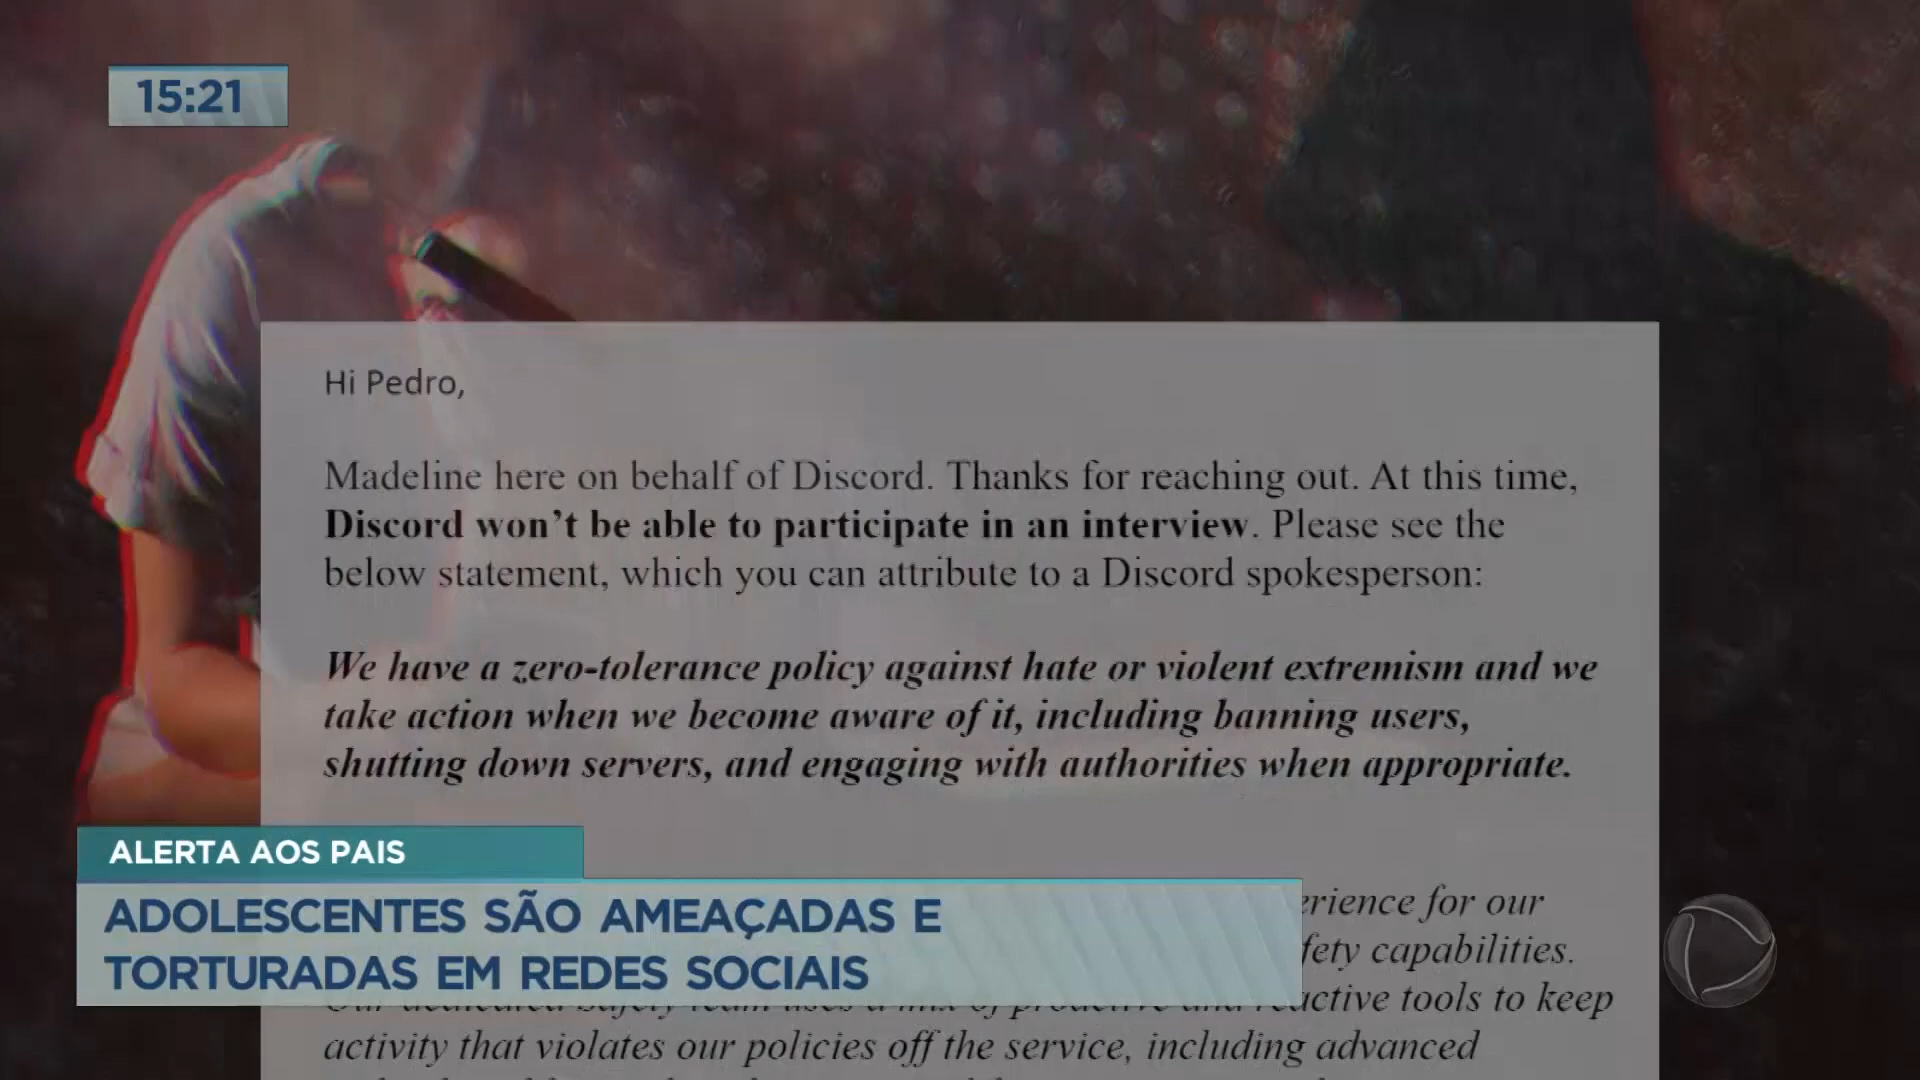 15:21
Hi Pedro,
Madeline here on behalf of Discord. Thanks for reaching out. At this time,
Discord won't be able to participate in an interview. Please see the
below statement, which you can attribute to a Discord spokesperson:
We have a zero-tolerance policy against hate or violent extremism and we
take action when we become aware of it, including banning users,
shutting down servers, and engaging with authorities when appropriate.
ALERTA AOS PAIS
ADOLESCENTES SÃO AMEAÇADAS E
TORTURADAS EM REDES SOCIAIS
for our
capabilities.
tools to keep
activity that violates our policies off the service, including advanced